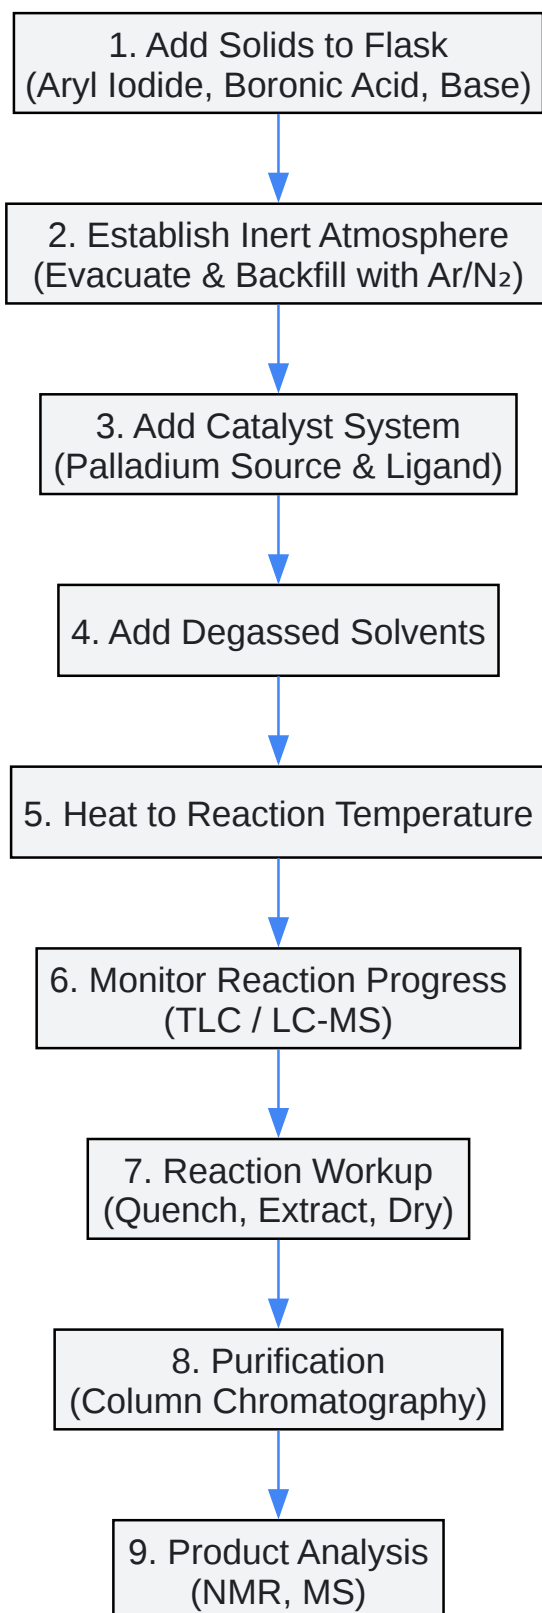 1. Add Solids to Flask
(Aryl Iodide, Boronic Acid, Base)
2. Establish Inert Atmosphere
(Evacuate & Backfill with Ar/N₂)
3. Add Catalyst System
(Palladium Source & Ligand)
4. Add Degassed Solvents
5. Heat to Reaction Temperature
6. Monitor Reaction Progress
(TLC / LC-MS)
7. Reaction Workup
(Quench, Extract, Dry)
8. Purification
(Column Chromatography)
9. Product Analysis
(NMR, MS)